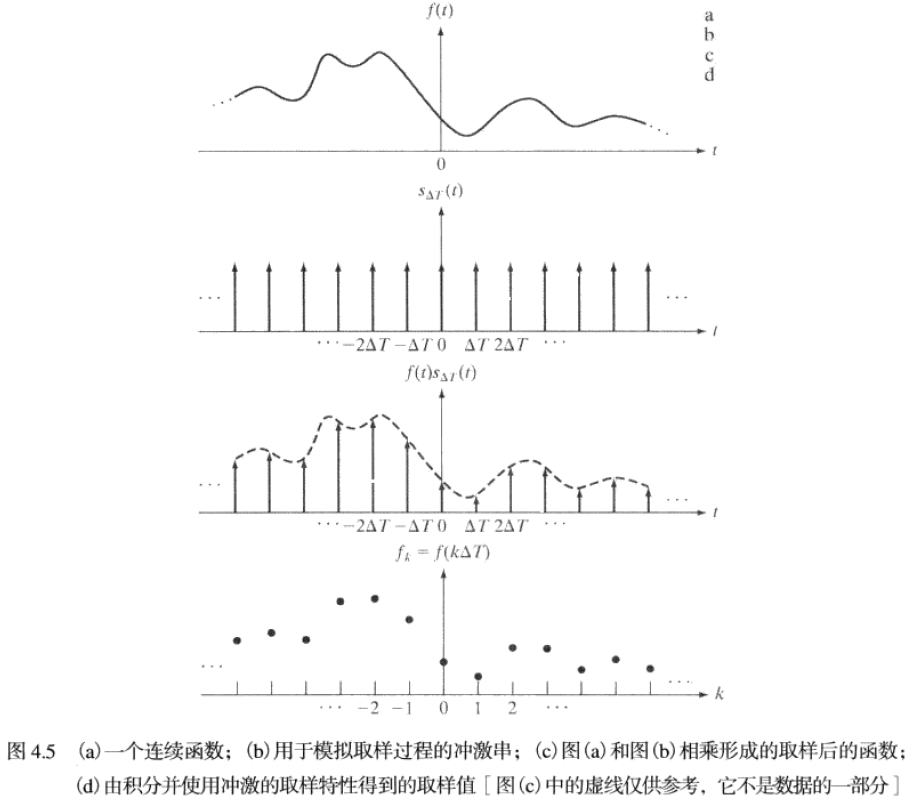 f(t)
a
b
c
d
t
0
s_ΔT(t)
··· ···
t
··· −2ΔT −ΔT 0 ΔT 2ΔT ···
f(t)s_ΔT(t)
··· ···
t
··· −2ΔT −ΔT 0 ΔT 2ΔT ···
f_k = f(kΔT)
··· ···
k
··· −2 −1 0 1 2 ···
图 4.5 (a)一个连续函数；(b)用于模拟取样过程的冲激串；(c)图(a)和图(b)相乘形成的取样后的函数；
(d)由积分并使用冲激的取样特性得到的取样值［图(c)中的虚线仅供参考，它不是数据的一部分］